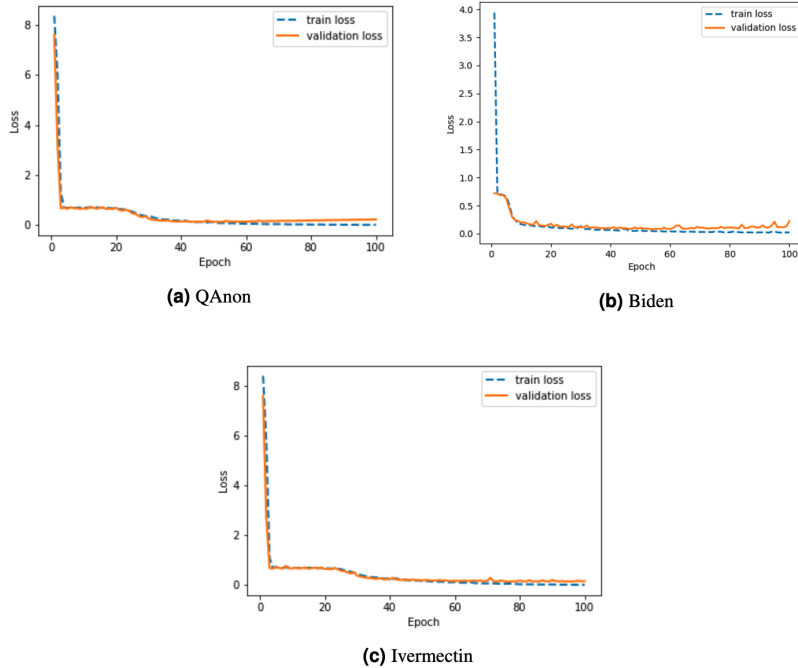 train loss
validation loss
Loss
8
6
4
2
0
0 20 40 60 80 100
Epoch
(a) QAnon
train loss
validation loss
Loss
4.0
3.5
3.0
2.5
2.0
1.5
1.0
0.5
0.0
0 20 40 60 80 100
Epoch
(b) Biden
train loss
validation loss
Loss
8
6
4
2
0
0 20 40 60 80 100
Epoch
(c) Ivermectin